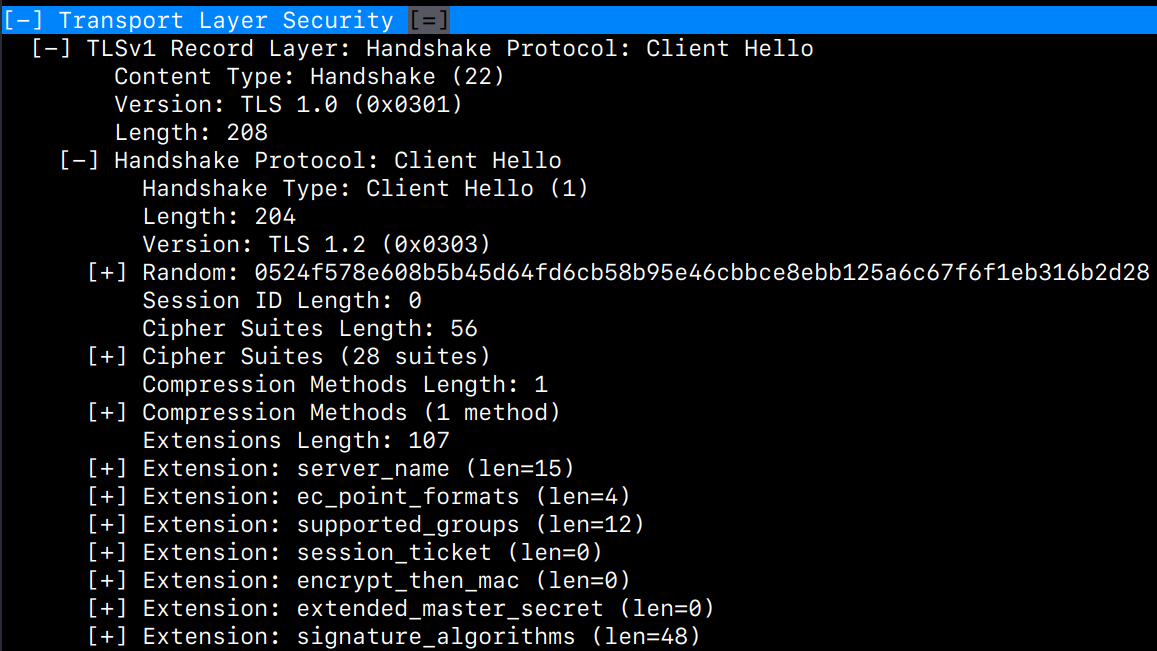 [-] Transport Layer Security [=]
[-] TLSv1 Record Layer: Handshake Protocol: Client Hello
Content Type: Handshake (22)
Version: TLS 1.0 (0x0301)
Length: 208
[-] Handshake Protocol: Client Hello
Handshake Type: Client Hello (1)
Length: 204
Version: TLS 1.2 (0x0303)
[+] Random: 0524f578e608b5b45d64fd6cb58b95e46cbbce8ebb125a6c67f6f1eb316b2d28
Session ID Length: 0
Cipher Suites Length: 56
[+] Cipher Suites (28 suites)
Compression Methods Length: 1
[+] Compression Methods (1 method)
Extensions Length: 107
[+] Extension: server_name (len=15)
[+] Extension: ec_point_formats (len=4)
[+] Extension: supported_groups (len=12)
[+] Extension: session_ticket (len=0)
[+] Extension: encrypt_then_mac (len=0)
[+] Extension: extended_master_secret (len=0)
[+] Extension: signature_algorithms (len=48)